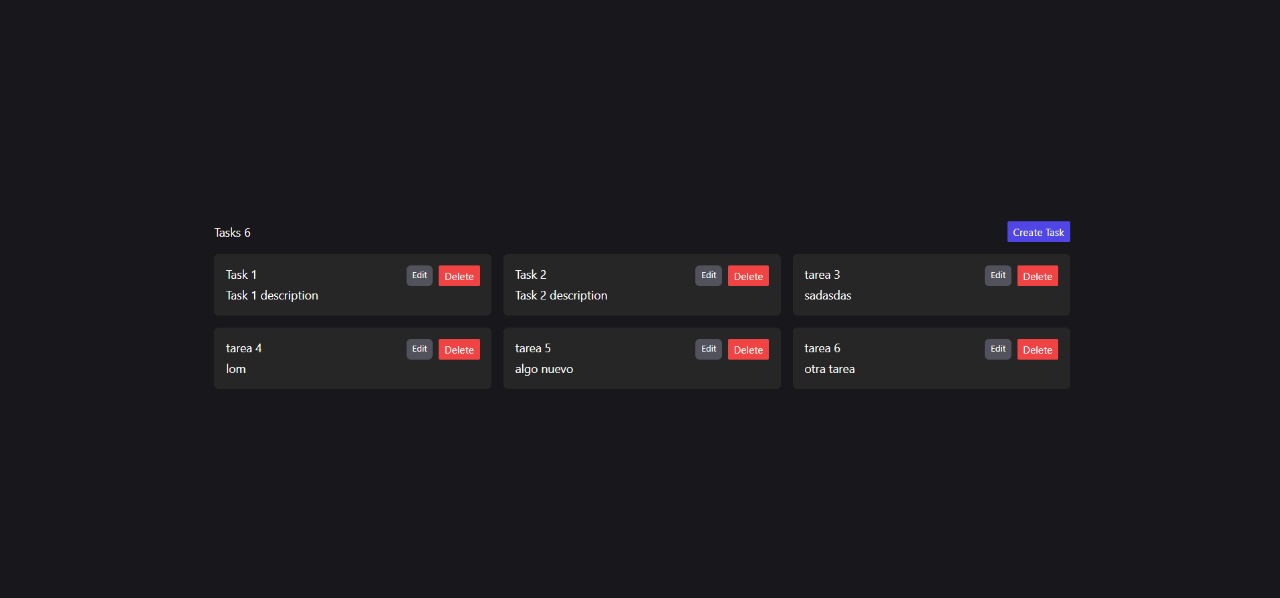 Tasks 6
Create Task
Task 1
Edit
Delete
Task 1 description
Task 2
Edit
Delete
Task 2 description
tarea 3
Edit
Delete
sadasdas
tarea 4
Edit
Delete
lom
tarea 5
Edit
Delete
algo nuevo
tarea 6
Edit
Delete
otra tarea